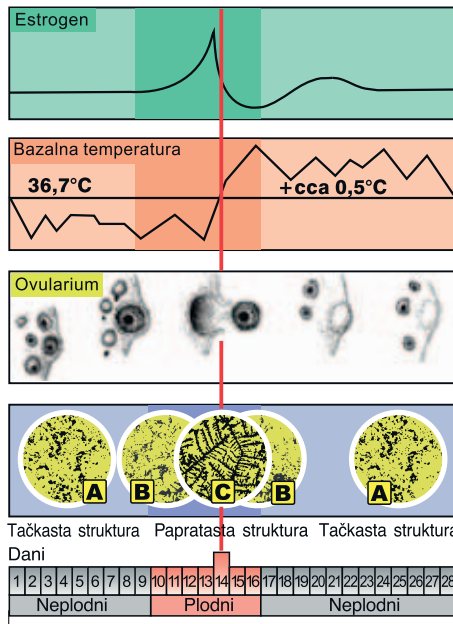 Estrogen
Bazalna temperatura
36,7°C +cca 0,5°C
Ovularium
A B C B A
Tačkasta struktura Papratasta struktura Tačkasta struktura
Dani
1 2 3 4 5 6 7 8 9 10 11 12 13 14 15 16 17 18 19 20 21 22 23 24 25 26 27 28
Neplodni Plodni Neplodni